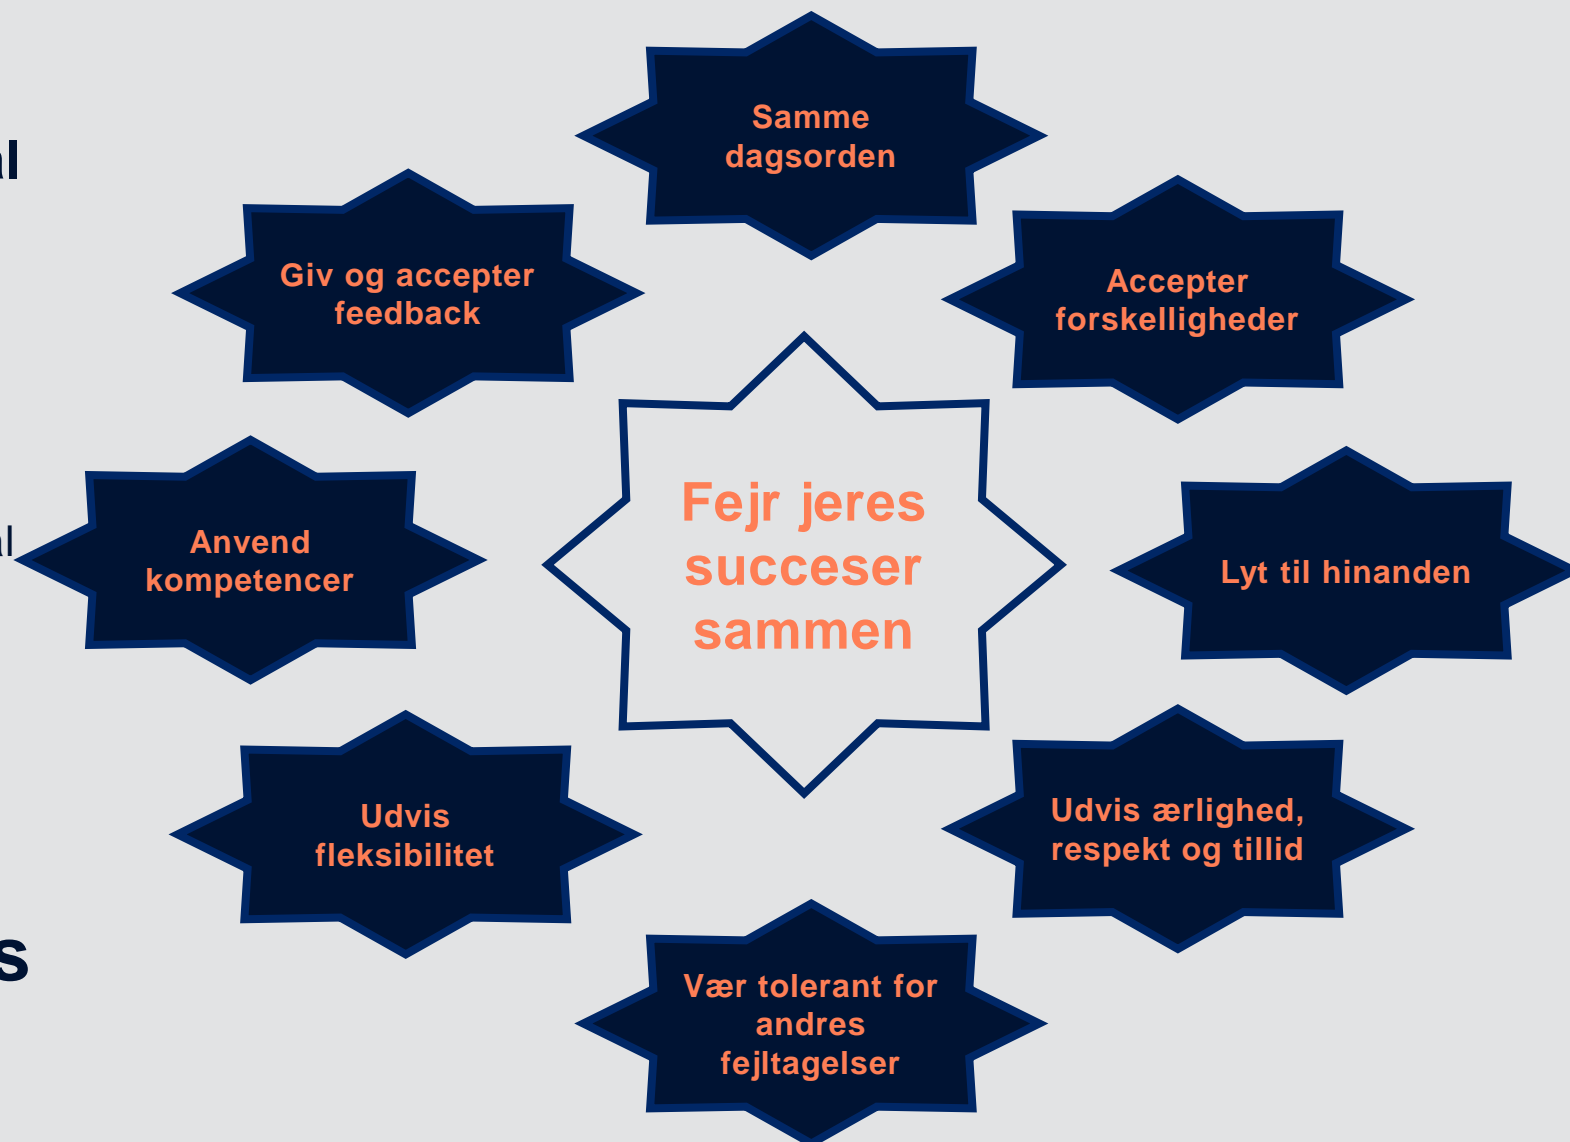 Samme
dagsorden
Accepter
forskelligheder
Lyt til hinanden
Udvis ærlighed,
respekt og tillid
Vær tolerant for
andres
fejltagelser
Udvis
fleksibilitet
Anvend
kompetencer
Giv og accepter
feedback
Fejr jeres
succeser
sammen